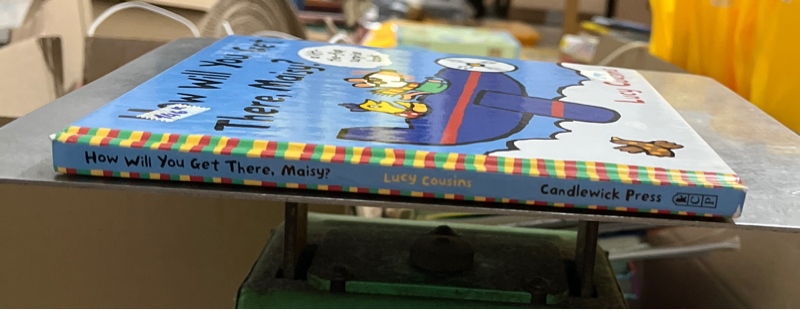 How Will You Get
There, Maisy?
Lucy Cousins
How Will You Get There, Maisy?
Lucy Cousins
Candlewick Press